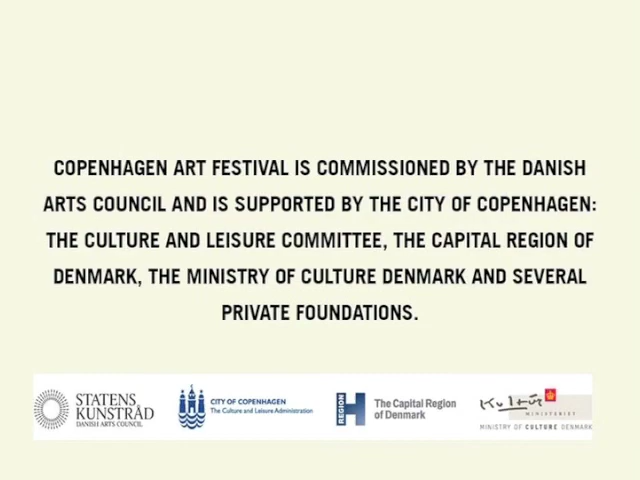 COPENHAGEN ART FESTIVAL IS COMMISSIONED BY THE DANISH
ARTS COUNCIL AND IS SUPPORTED BY THE CITY OF COPENHAGEN:
THE CULTURE AND LEISURE COMMITTEE, THE CAPITAL REGION OF
DENMARK, THE MINISTRY OF CULTURE DENMARK AND SEVERAL
PRIVATE FOUNDATIONS.
STATENS
KUNSTRÅD
DANISH ARTS COUNCIL
CITY OF COPENHAGEN
The Culture and Leisure Administration
REGION
H
The Capital Region
of Denmark
Kultur
MINISTERIET
MINISTRY OF CULTURE DENMARK